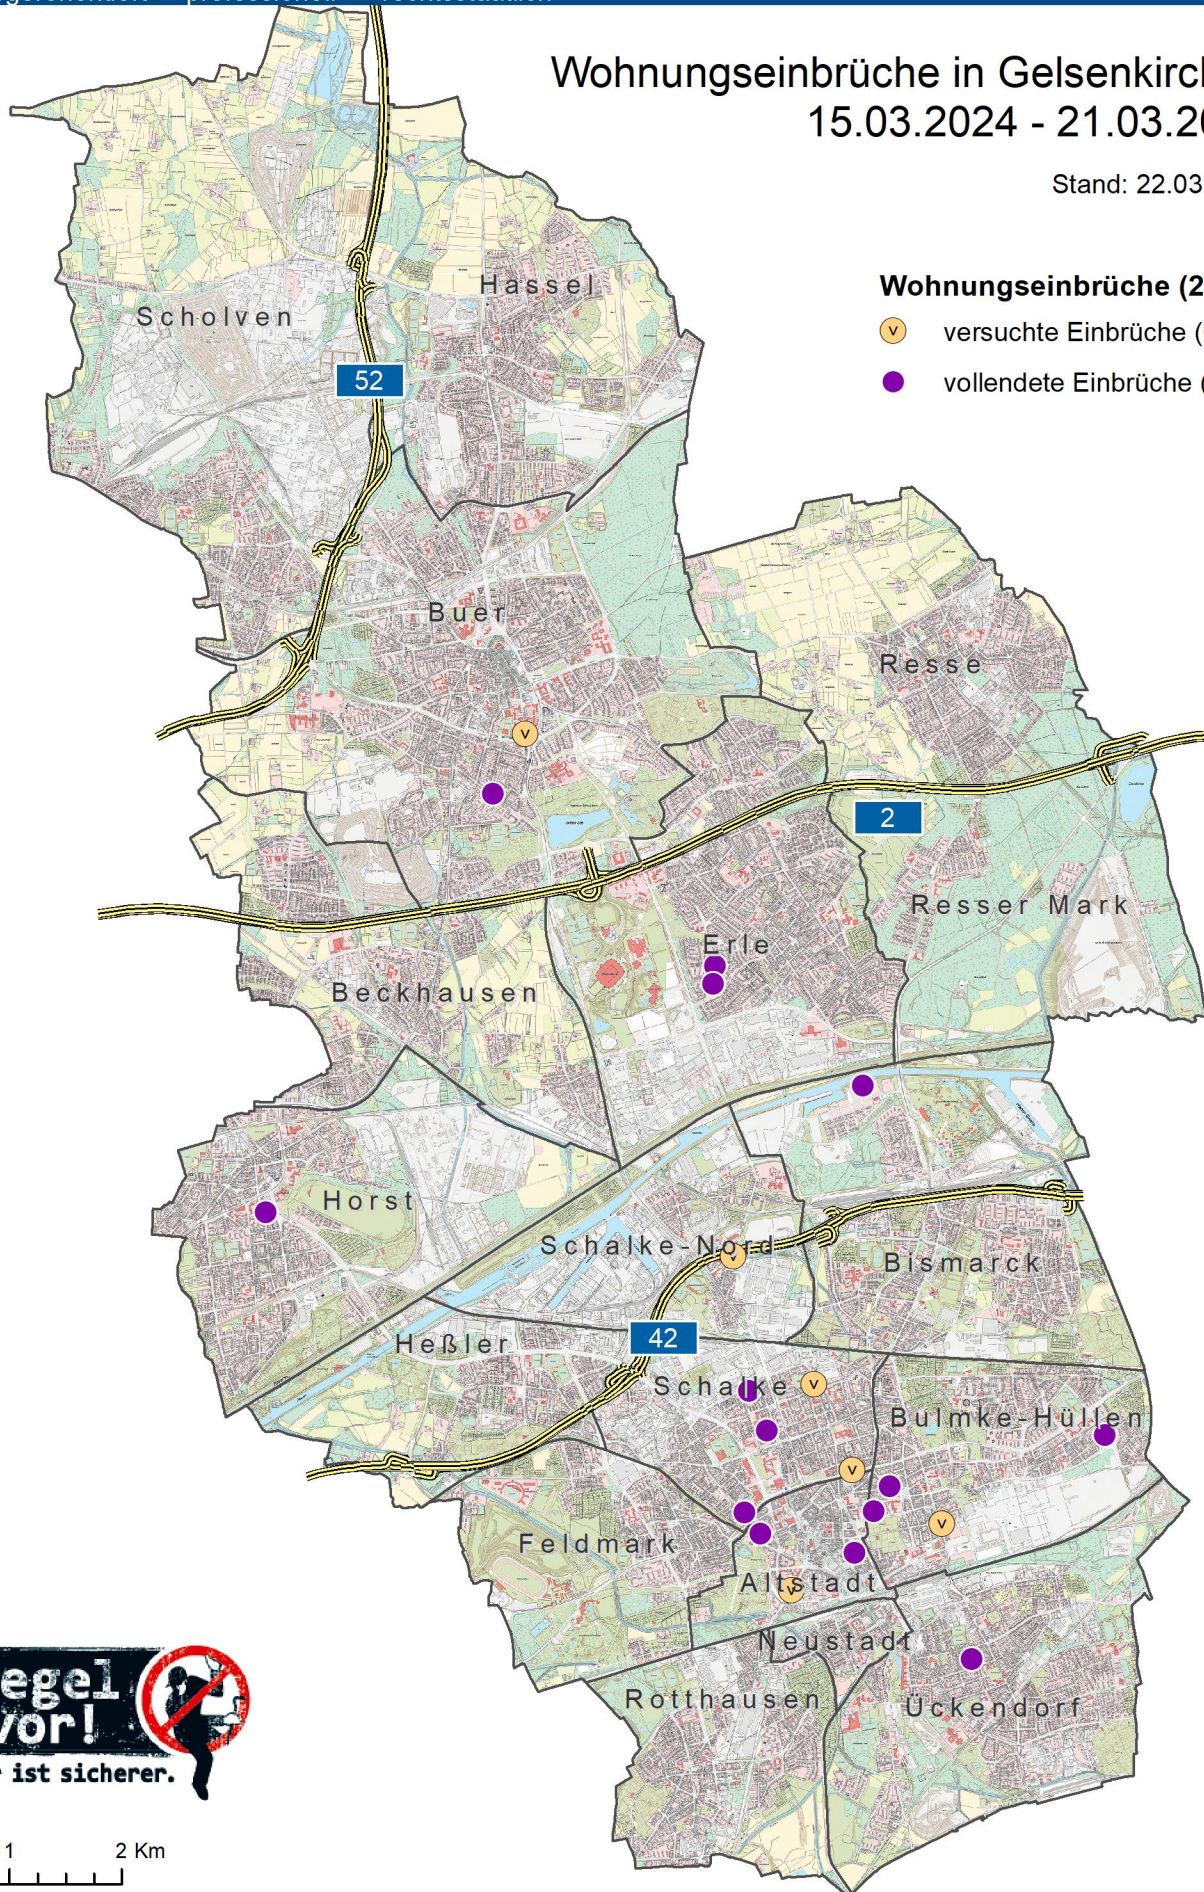 Wohnungseinbrüche in Gelsenkirch
15.03.2024 - 21.03.20
Stand: 22.03
Wohnungseinbrüche (2
v versuchte Einbrüche (
vollendete Einbrüche (
Hassel
Scholven
52
Buer
Resse
v
2
Resser Mark
Erle
Beckhausen
Horst
Schalke-Nord
v
Bismarck
42
Heßler
Schalke
v
Bulmke-Hüllen
v
v
Feldmark
Altstadt
v
Neustadt
Rotthausen
Ückendorf
egel
vor!
ist sicherer.
1 2 Km